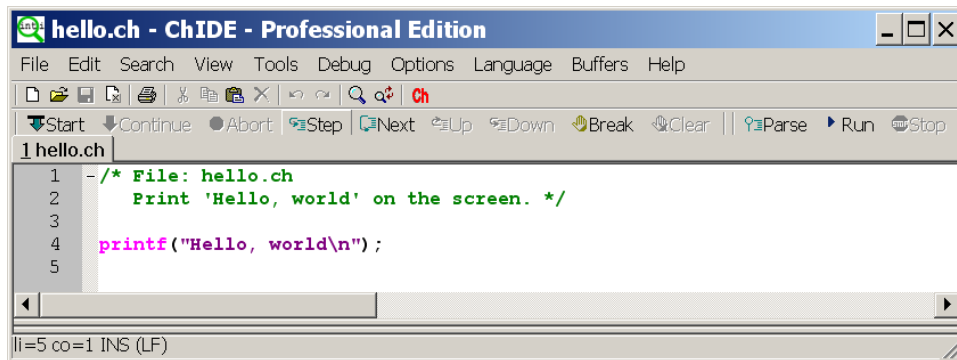 hello.ch - ChIDE - Professional Edition
File Edit Search View Tools Debug Options Language Buffers Help
Ch
Start Continue Abort Step Next Up Down Break Clear Parse Run Stop
1 hello.ch
1 /* File: hello.ch
2 Print 'Hello, world' on the screen. */
3
4 printf("Hello, world\n");
5
li=5 co=1 INS (LF)